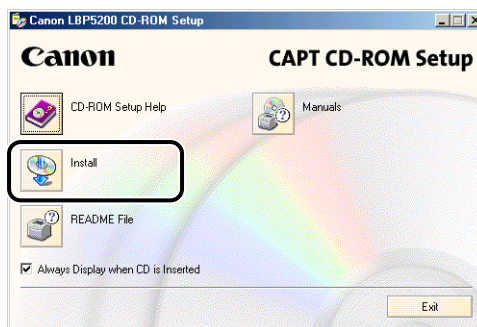 Canon LBP5200 CD-ROM Setup
Canon
CAPT CD-ROM Setup
CD-ROM Setup Help
Manuals
Install
README File
Always Display when CD is Inserted
Exit